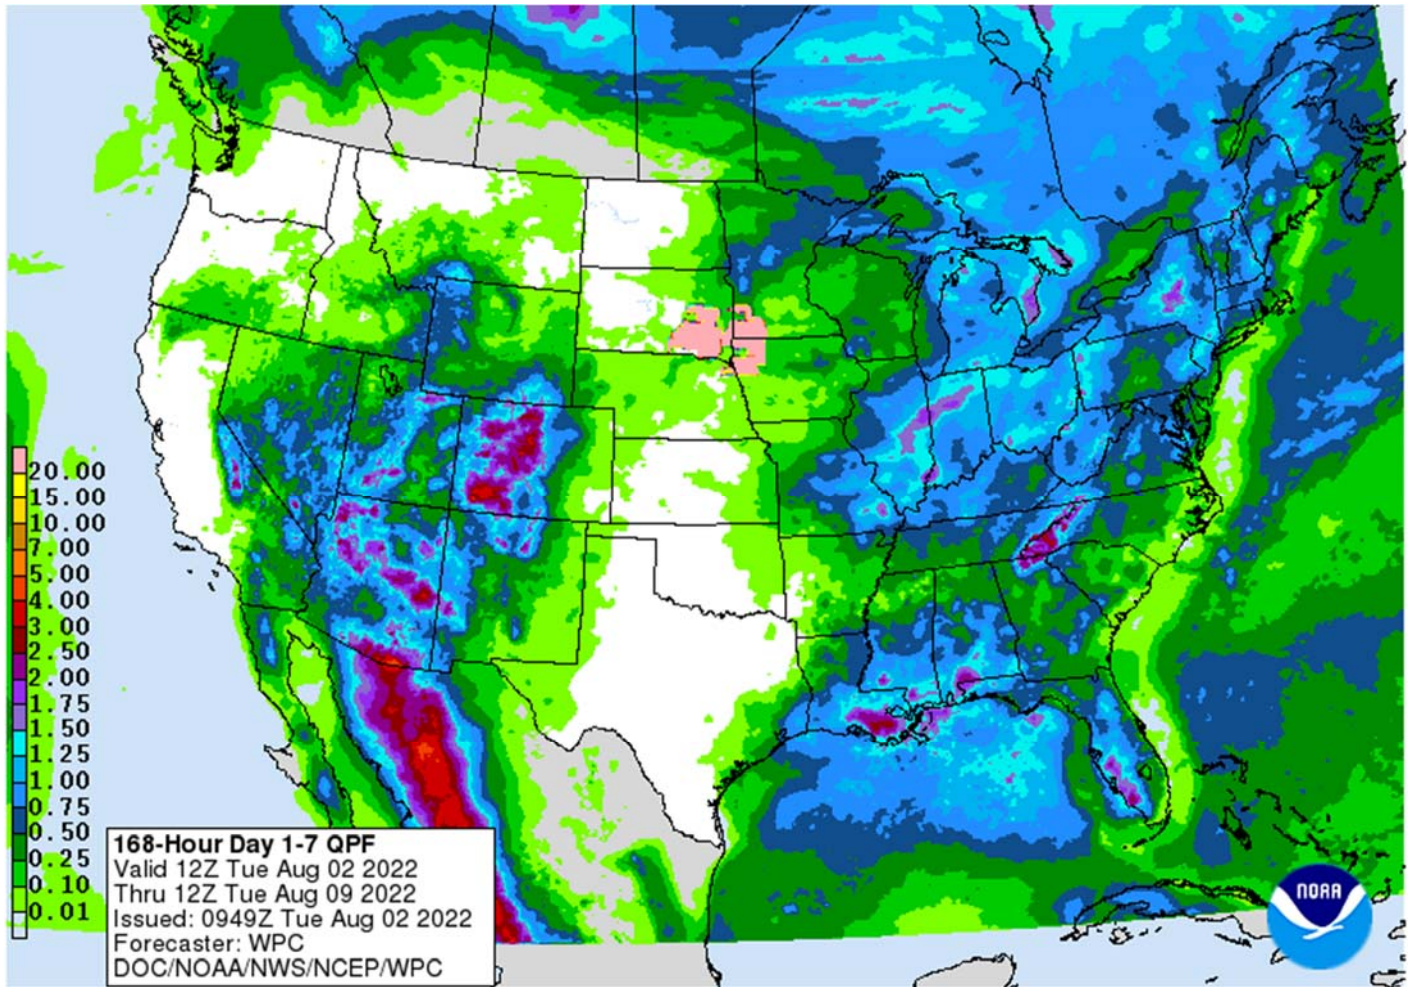 20.00
15.00
10.00
7.00
5.00
4.00
3.00
2.50
2.00
1.75
1.50
1.25
1.00
0.75
0.50
0.25
0.10
0.01
168-Hour Day 1-7 QPF
Valid 12Z Tue Aug 02 2022
Thru 12Z Tue Aug 09 2022
Issued: 0949Z Tue Aug 02 2022
Forecaster: WPC
DOC/NOAA/NWS/NCEP/WPC
NOAA